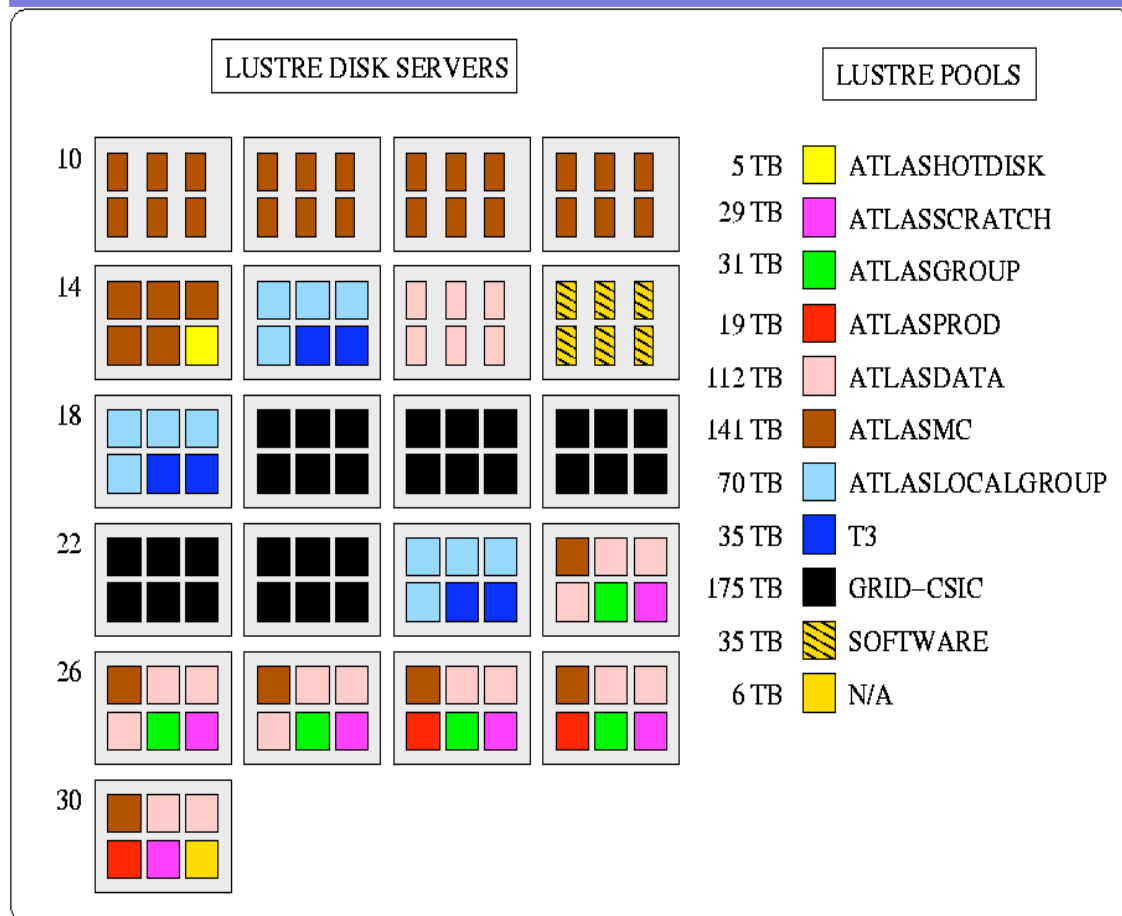 LUSTRE DISK SERVERS
LUSTRE POOLS
10
14
18
22
26
30
5 TB ATLASHOTDISK
29 TB ATLASSCRATCH
31 TB ATLASGROUP
19 TB ATLASPROD
112 TB ATLASDATA
141 TB ATLASMC
70 TB ATLASLOCALGROUP
35 TB T3
175 TB GRID-CSIC
35 TB SOFTWARE
6 TB N/A